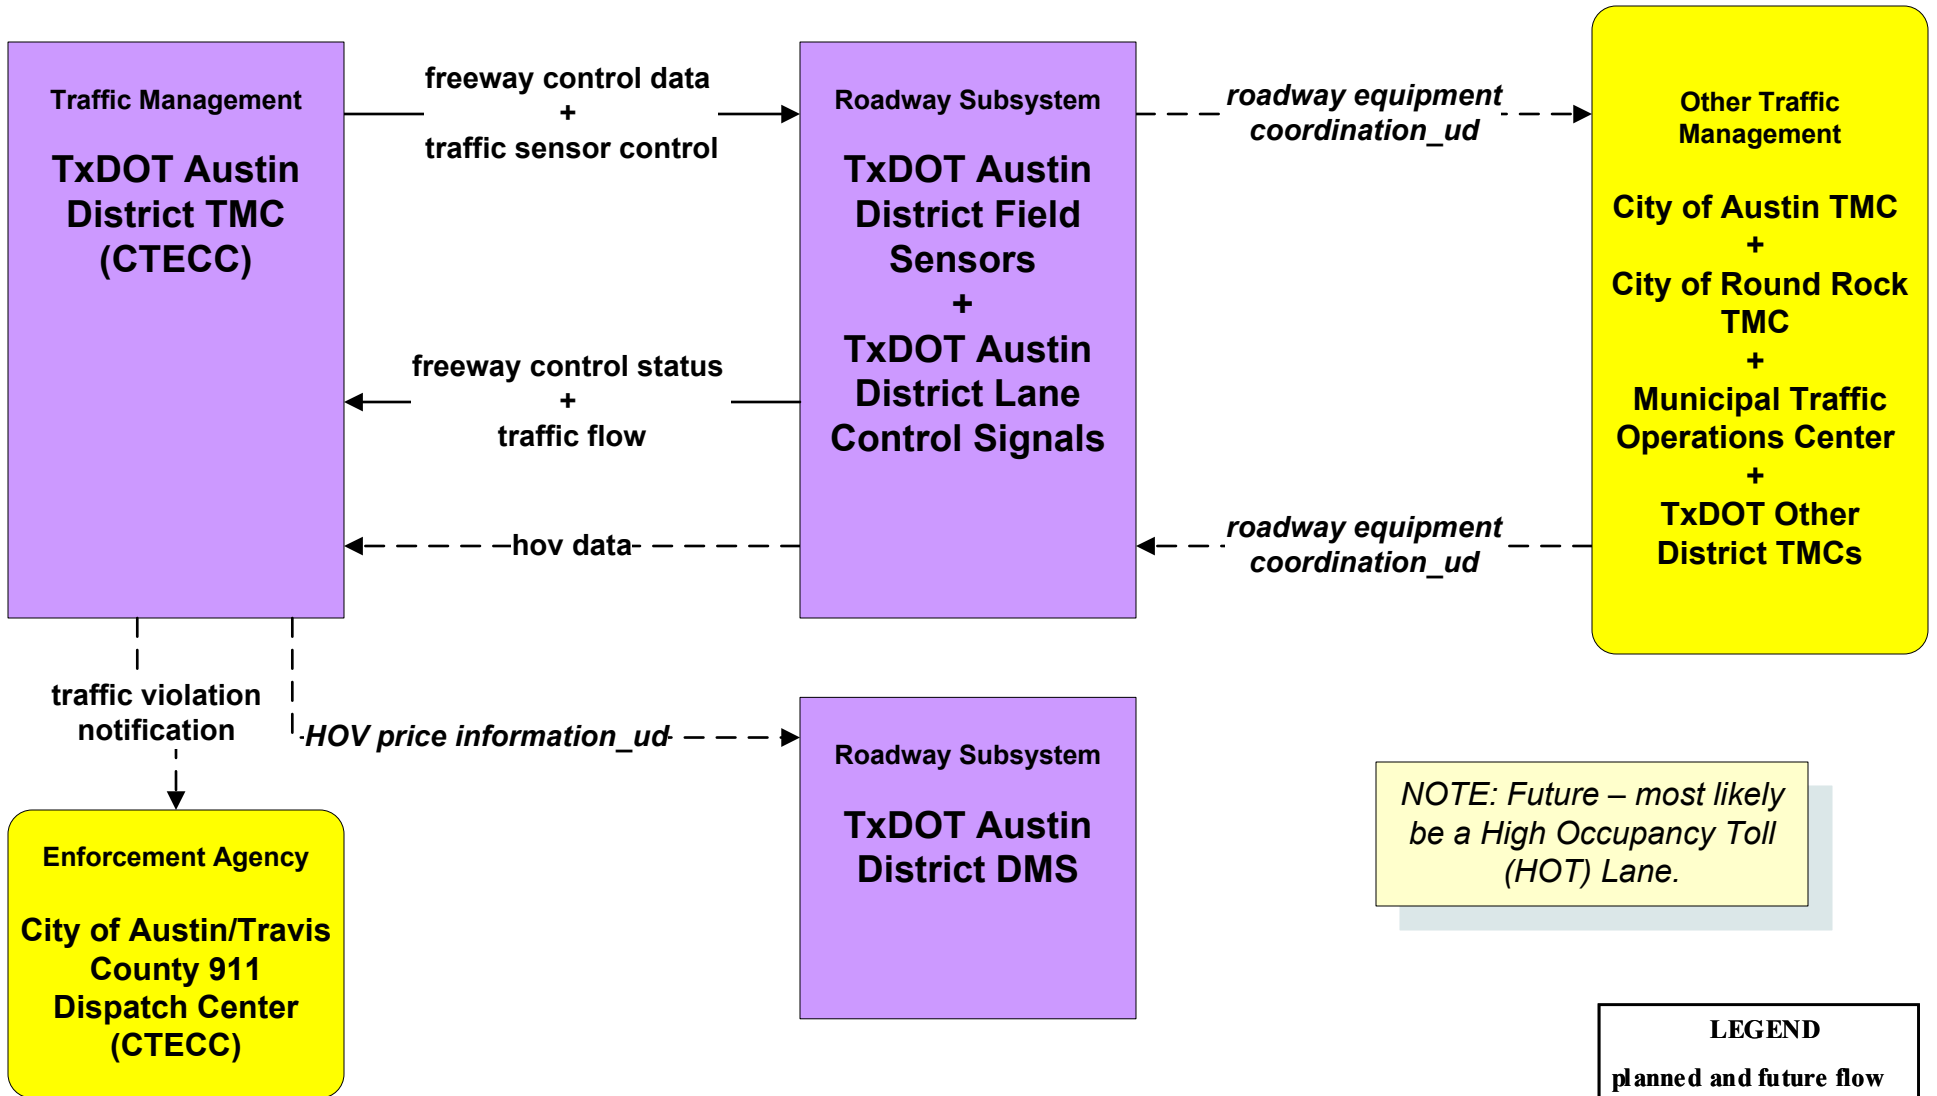 Traffic Management
TxDOT Austin
District TMC
(CTECC)
freeway control data
+
traffic sensor control
freeway control status
+
traffic flow
hov data
Roadway Subsystem
TxDOT Austin
District Field
Sensors
+
TxDOT Austin
District Lane
Control Signals
roadway equipment
coordination_ud
roadway equipment
coordination_ud
Other Traffic
Management
City of Austin TMC
+
City of Round Rock
TMC
+
Municipal Traffic
Operations Center
+
TxDOT Other
District TMCs
traffic violation
notification
HOV price information_ud
Enforcement Agency
City of Austin/Travis
County 911
Dispatch Center
(CTECC)
Roadway Subsystem
TxDOT Austin
District DMS
NOTE: Future – most likely
be a High Occupancy Toll
(HOT) Lane.
LEGEND
planned and future flow